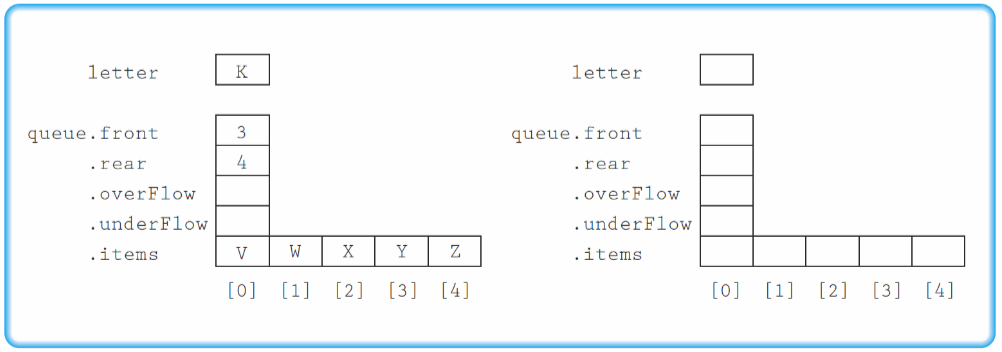 letter K
queue.front 3
.rear 4
.overFlow
.underFlow
.items V W X Y Z
[0] [1] [2] [3] [4]
letter
queue.front
.rear
.overFlow
.underFlow
.items
[0] [1] [2] [3] [4]